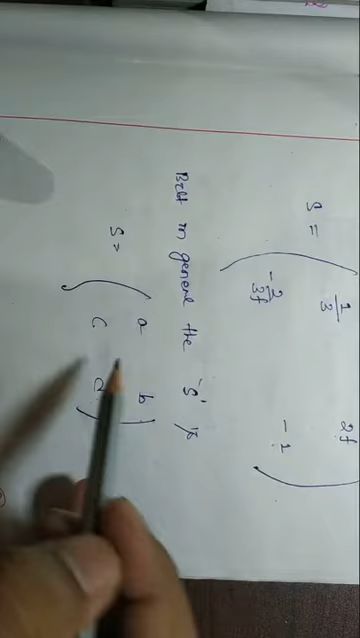 S = ( 1/3 2f
-2/3f -1 )
But in general the 'S' is
S = ( a b
c d )